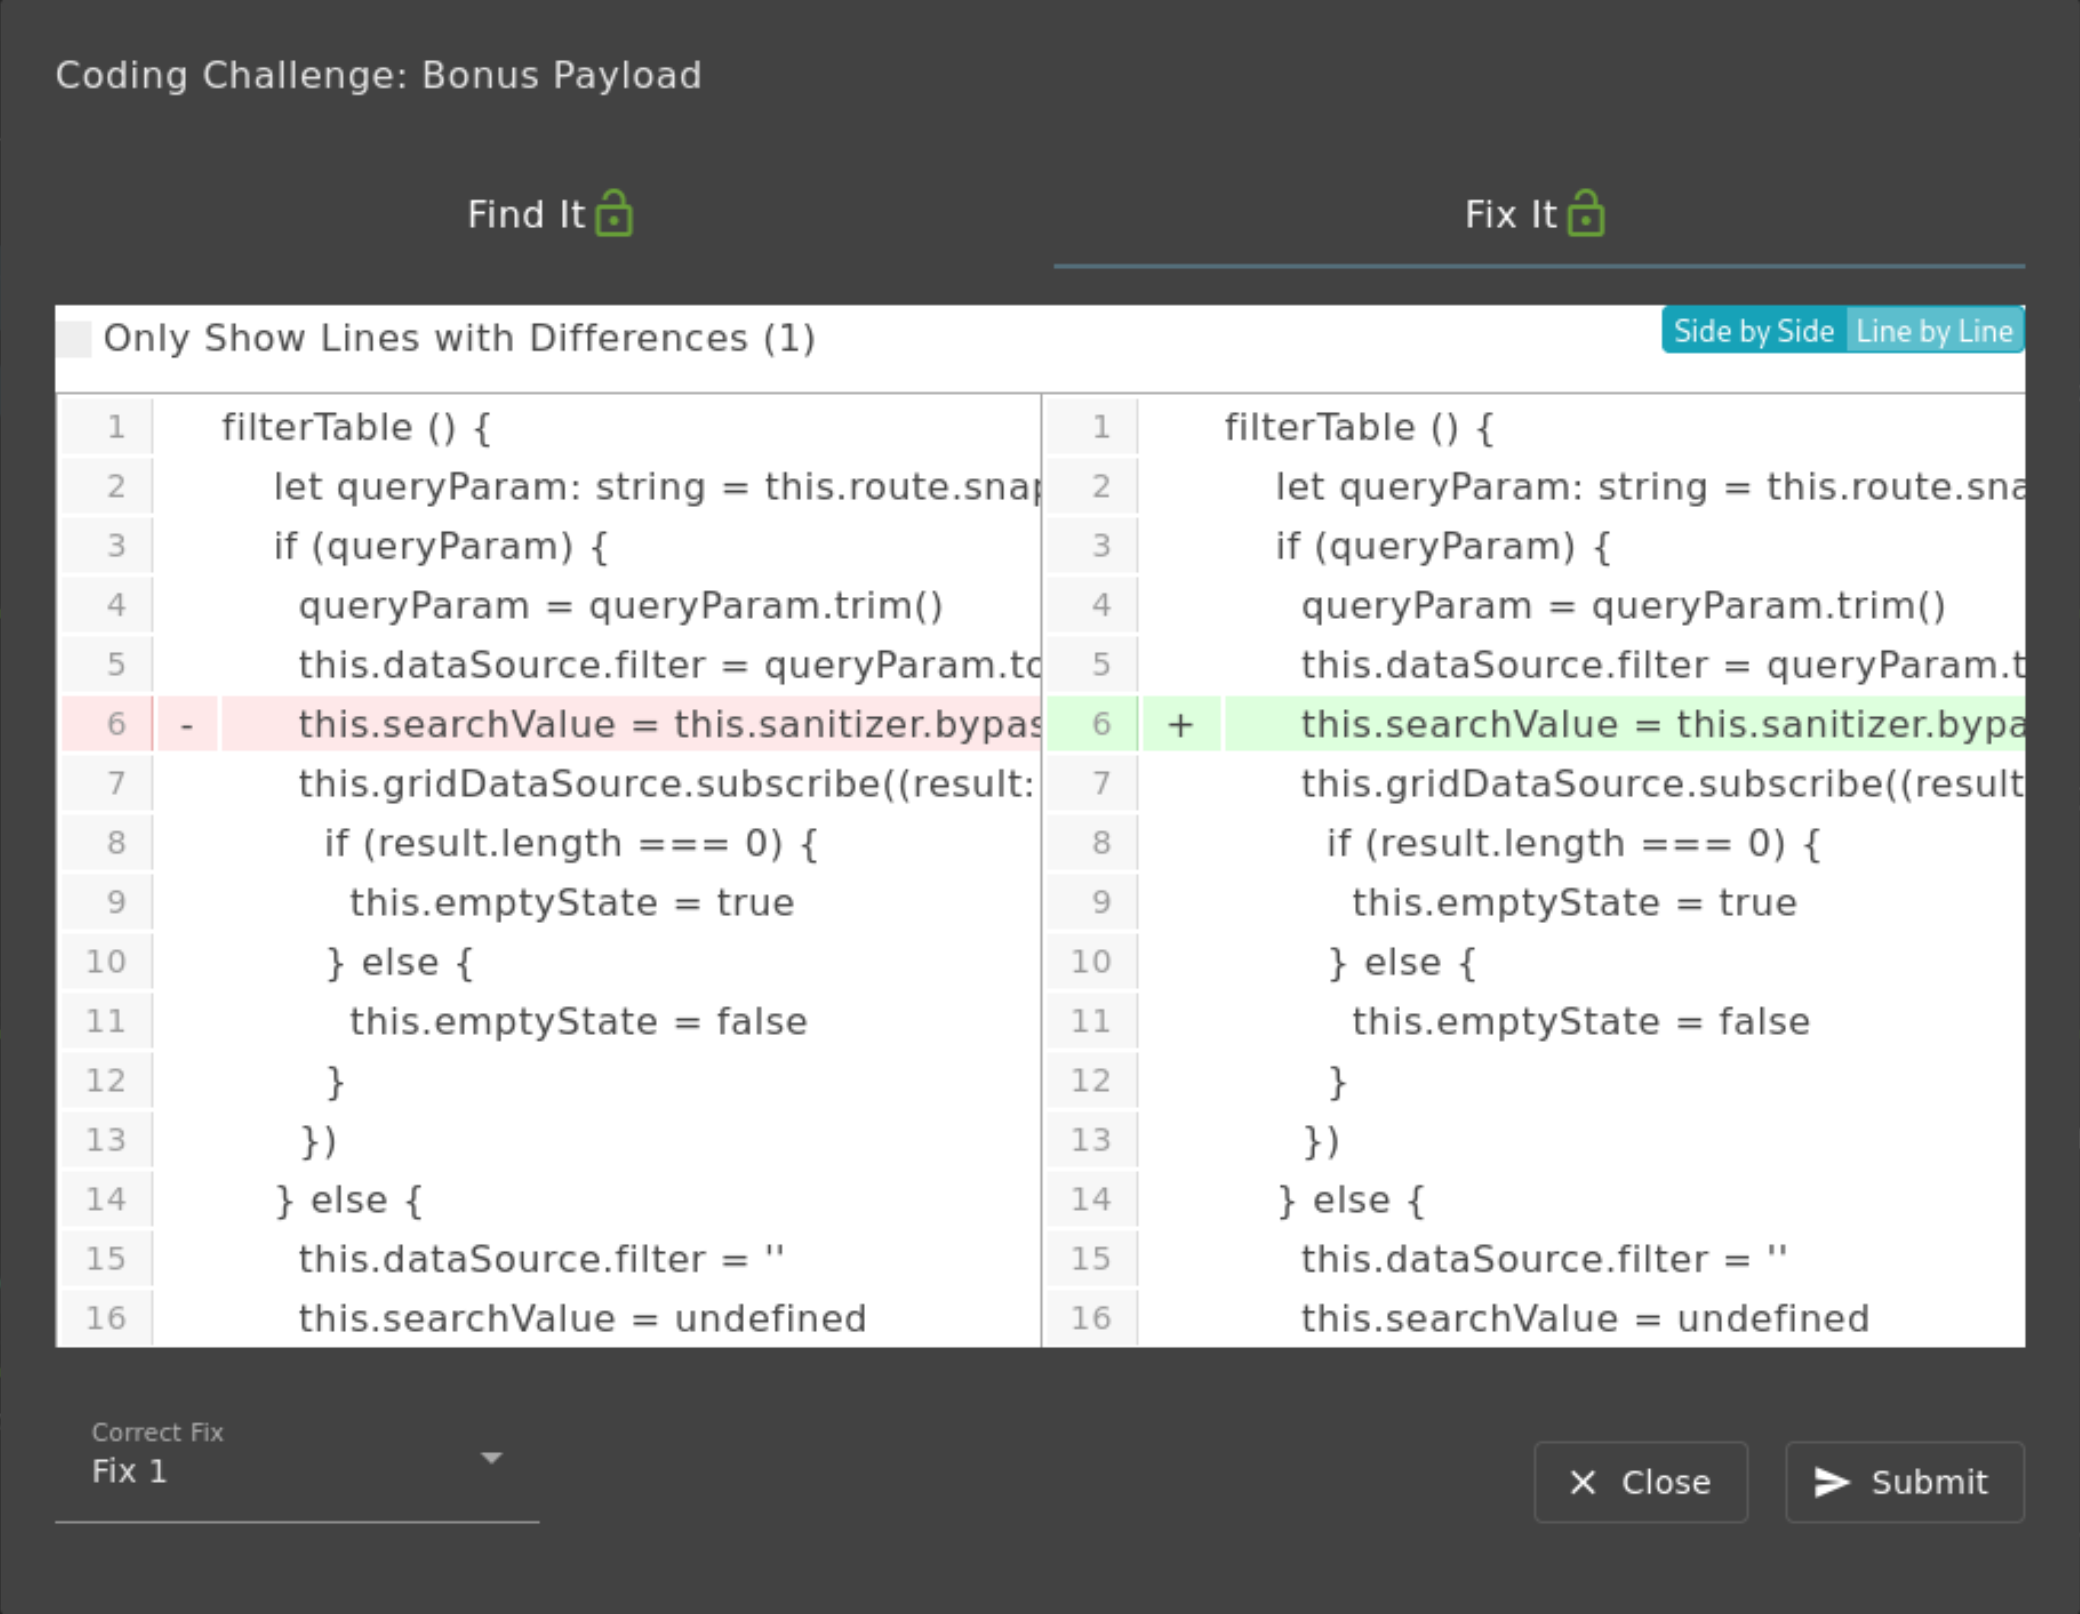 Coding Challenge: Bonus Payload
Find It
Fix It
Only Show Lines with Differences (1)
Side by Side
Line by Line
1 filterTable () {
2 let queryParam: string = this.route.snap
3 if (queryParam) {
4 queryParam = queryParam.trim()
5 this.dataSource.filter = queryParam.to
6 - this.searchValue = this.sanitizer.bypas
7 this.gridDataSource.subscribe((result:
8 if (result.length === 0) {
9 this.emptyState = true
10 } else {
11 this.emptyState = false
12 }
13 })
14 } else {
15 this.dataSource.filter = ''
16 this.searchValue = undefined
1 filterTable () {
2 let queryParam: string = this.route.sna
3 if (queryParam) {
4 queryParam = queryParam.trim()
5 this.dataSource.filter = queryParam.t
6 + this.searchValue = this.sanitizer.bypa
7 this.gridDataSource.subscribe((result
8 if (result.length === 0) {
9 this.emptyState = true
10 } else {
11 this.emptyState = false
12 }
13 })
14 } else {
15 this.dataSource.filter = ''
16 this.searchValue = undefined
Correct Fix
Fix 1
Close
Submit